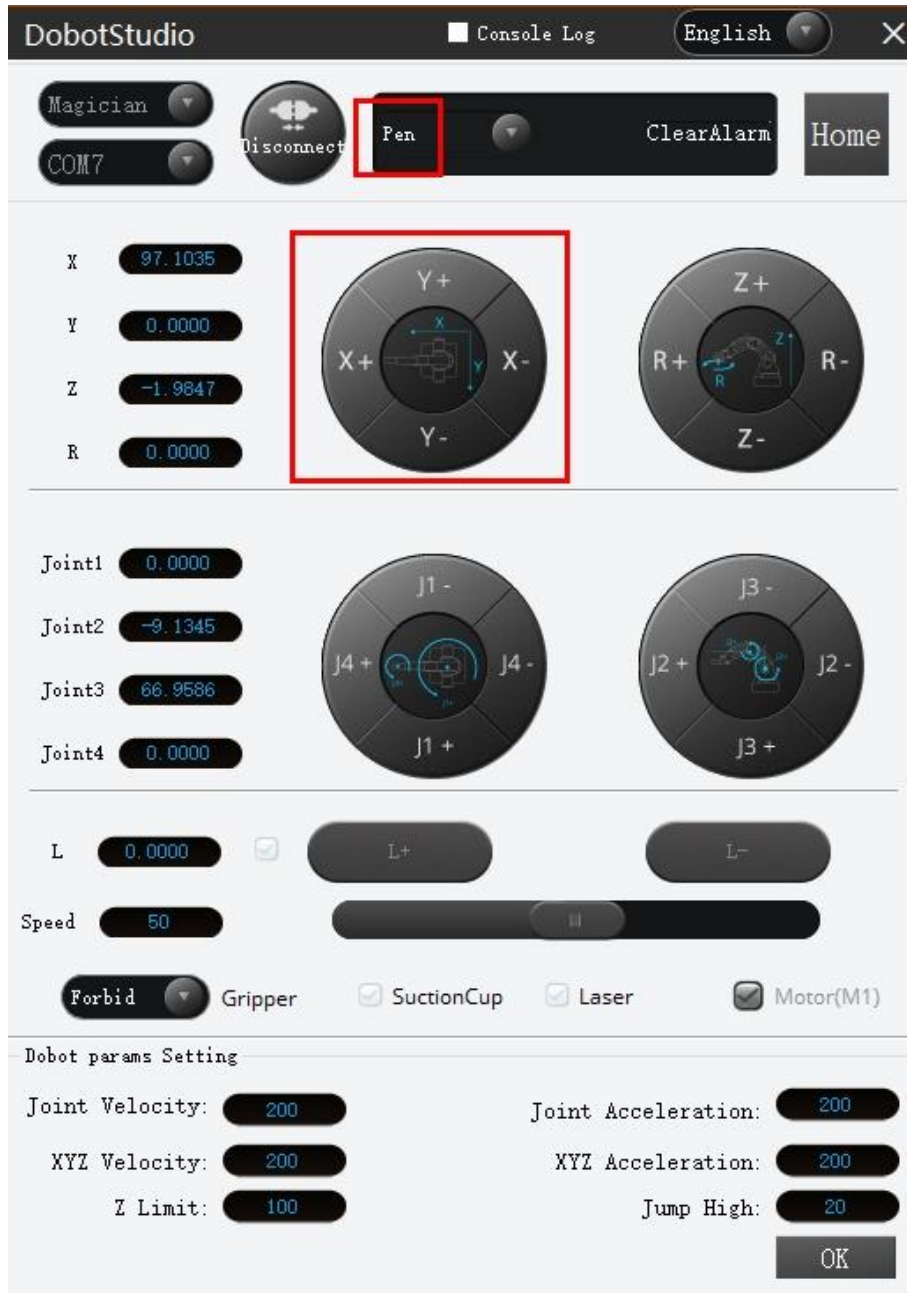 DobotStudio Console Log English
Magician
COM7
Disconnect
Pen ClearAlarm Home
X 97.1035
Y 0.0000
Z -1.9847
R 0.0000
Y+
X+ X Y X-
Y-
Z+
R+ Z R R-
Z-
Joint1 0.0000
Joint2 -9.1345
Joint3 66.9586
Joint4 0.0000
J1 -
J4 + J4 -
J1 +
J3 -
J2 + J2 -
J3 +
L 0.0000 L+ L-
Speed 50
Forbid Gripper SuctionCup Laser Motor(M1)
Dobot params Setting
Joint Velocity: 200 Joint Acceleration: 200
XYZ Velocity: 200 XYZ Acceleration: 200
Z Limit: 100 Jump High: 20
OK